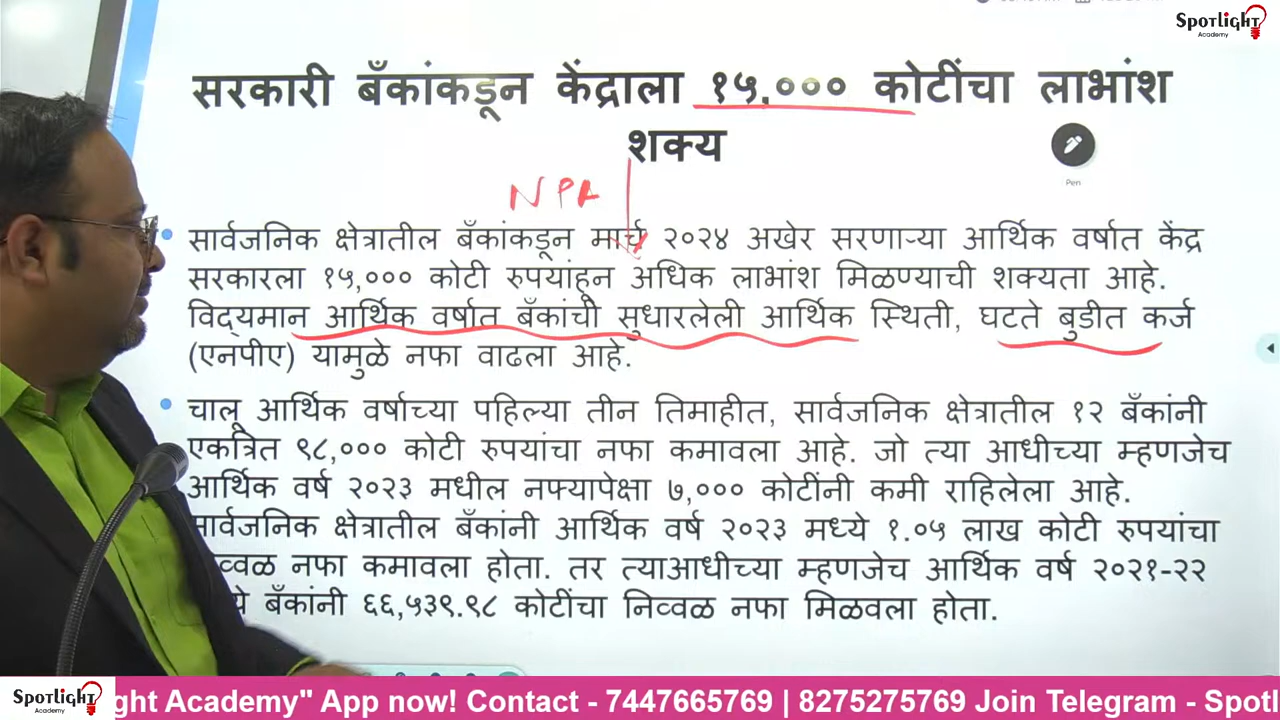 SpotLight
Academy
सरकारी बँकांकडून केंद्राला १५,००० कोटींचा लाभांश
शक्य
Pen
NPA
सार्वजनिक क्षेत्रातील बँकांकडून मार्च २०२४ अखेर सरणाऱ्या आर्थिक वर्षात केंद्र
सरकारला १५,००० कोटी रुपयांहून अधिक लाभांश मिळण्याची शक्यता आहे.
विद्यमान आर्थिक वर्षात बँकांची सुधारलेली आर्थिक स्थिती, घटते बुडीत कर्ज
(एनपीए) यामुळे नफा वाढला आहे.
चालू आर्थिक वर्षाच्या पहिल्या तीन तिमाहीत, सार्वजनिक क्षेत्रातील १२ बँकांनी
एकत्रित ९८,००० कोटी रुपयांचा नफा कमावला आहे. जो त्या आधीच्या म्हणजेच
आर्थिक वर्ष २०२३ मधील नफ्यापेक्षा ७,००० कोटींनी कमी राहिलेला आहे.
सार्वजनिक क्षेत्रातील बँकांनी आर्थिक वर्ष २०२३ मध्ये १.०५ लाख कोटी रुपयांचा
नफा कमावला होता. तर त्याआधीच्या म्हणजेच आर्थिक वर्ष २०२१-२२
बँकांनी ६६,५३९.९८ कोटींचा निव्वळ नफा मिळवला होता.
SpotLight
Academy
ght Academy" App now! Contact - 7447665769 | 8275275769 Join Telegram - Spotl